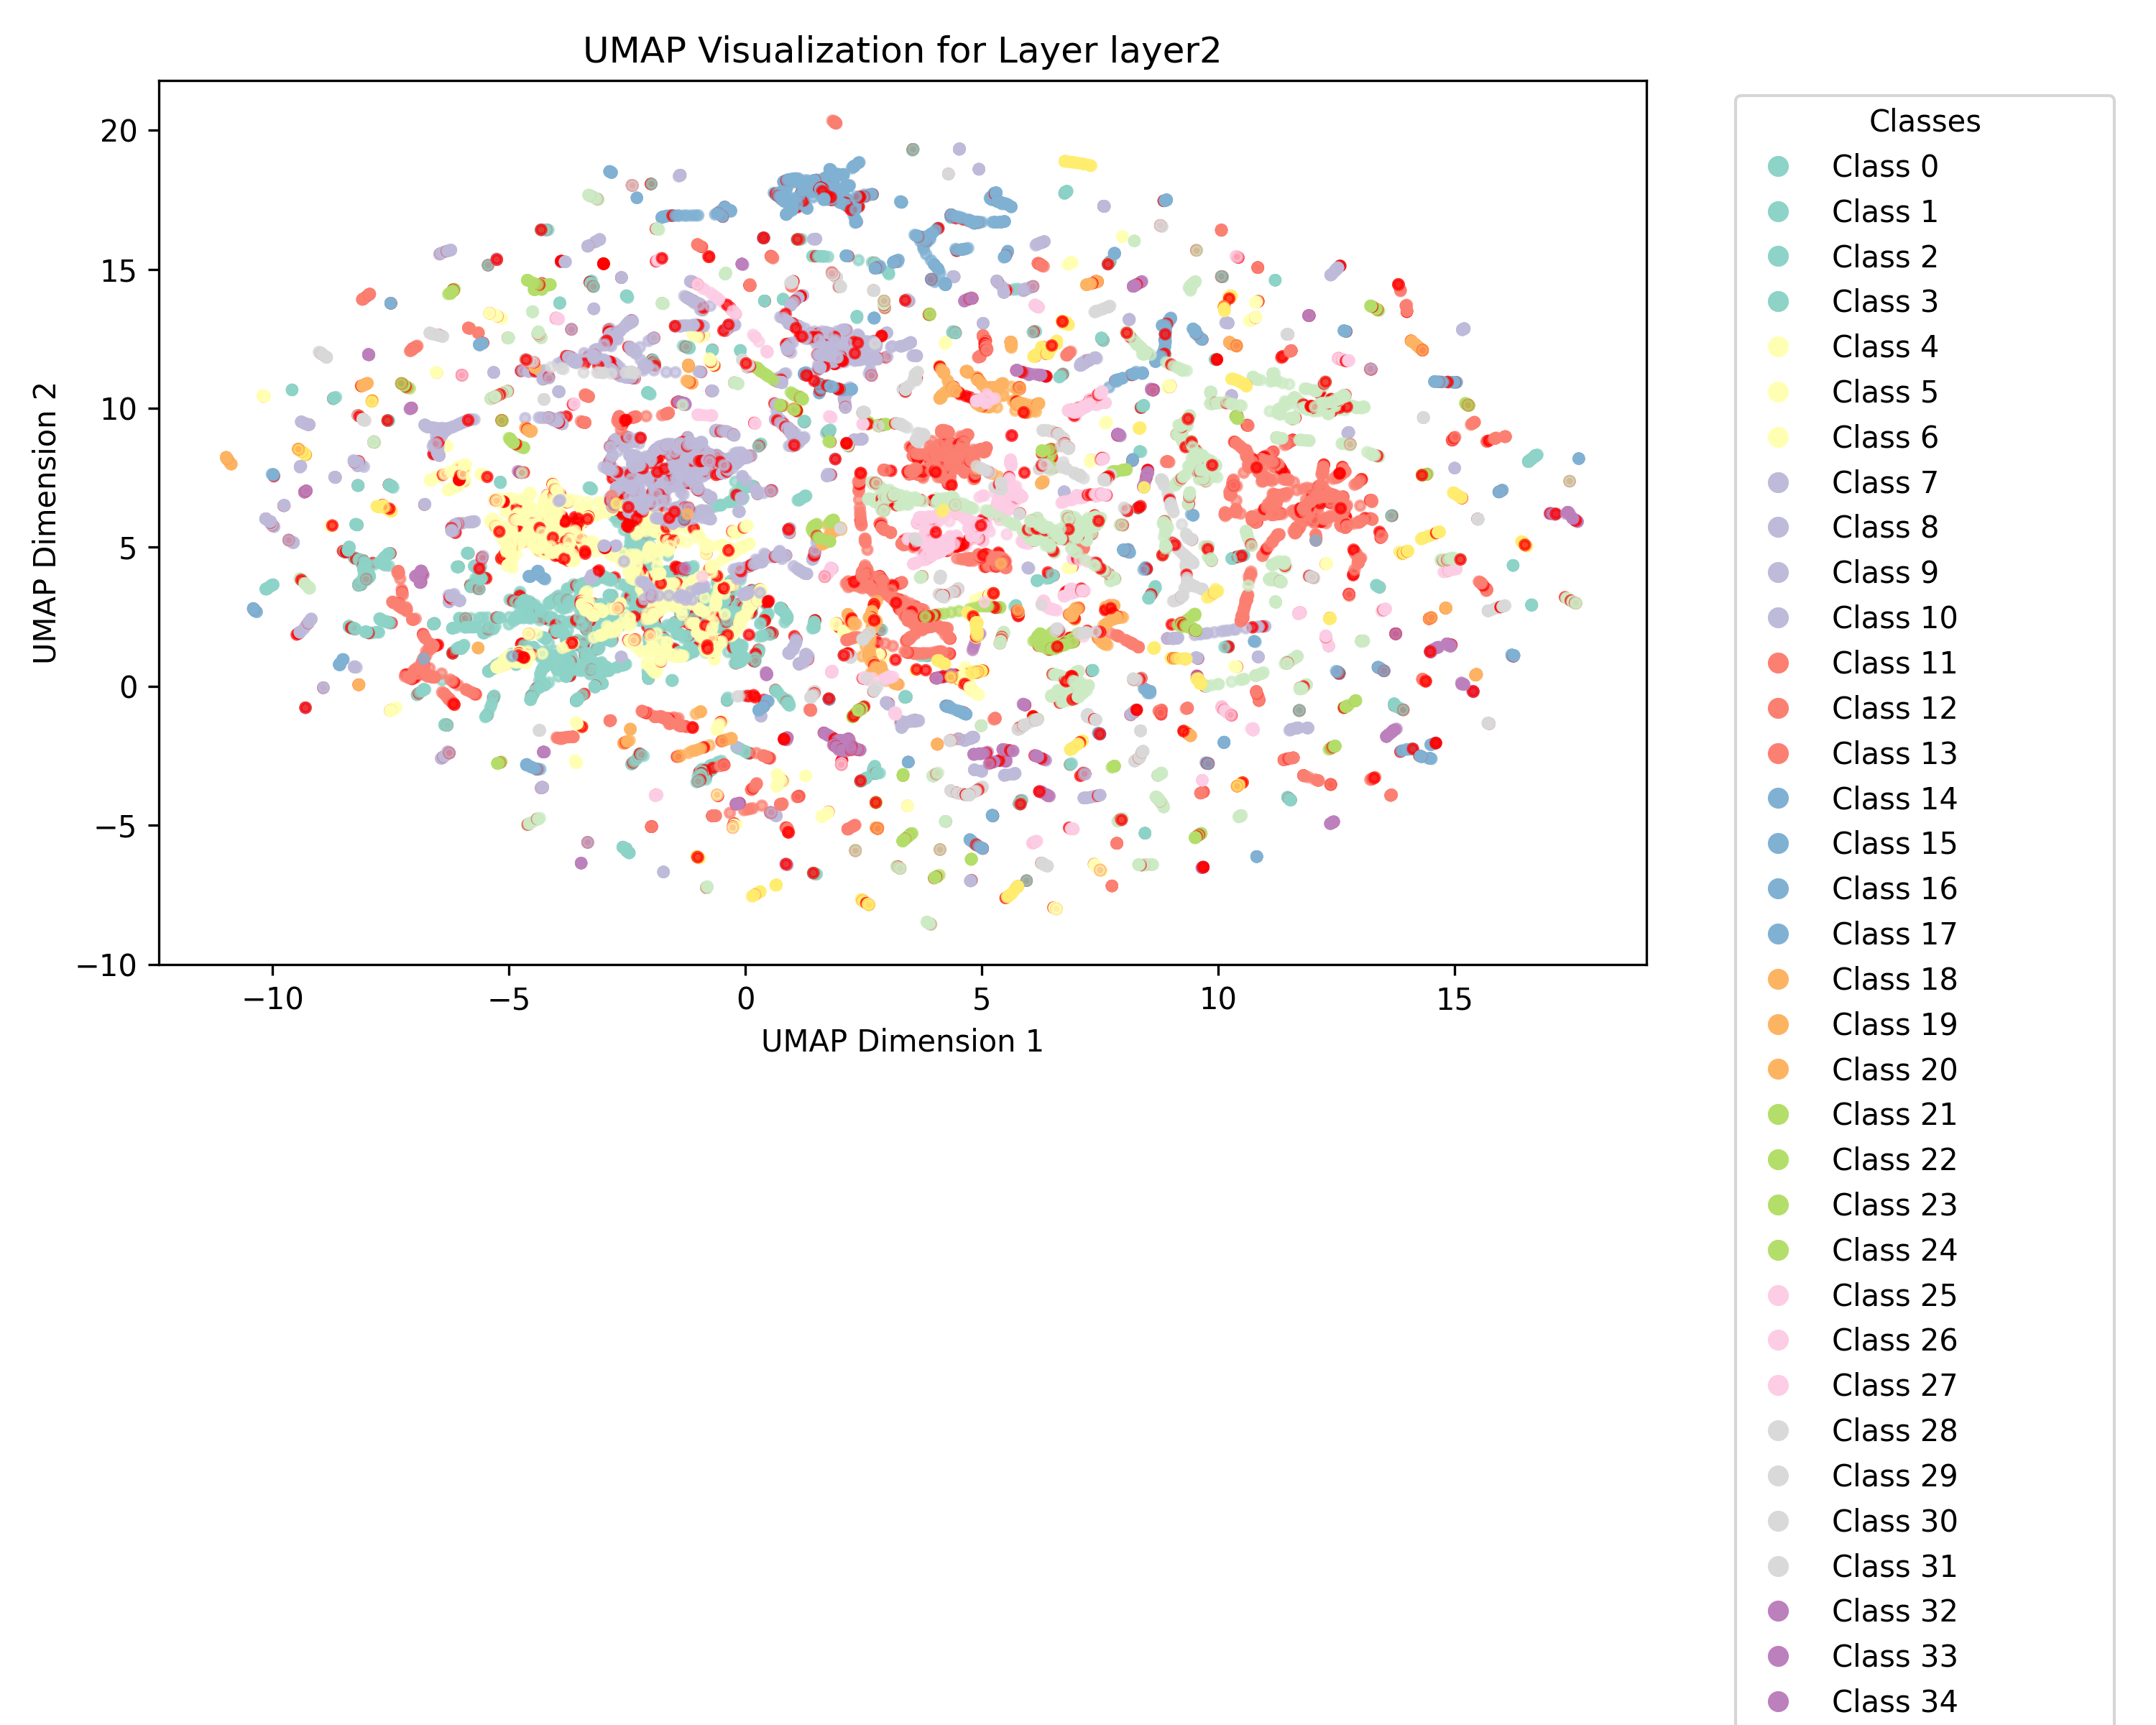 UMAP Visualization for Layer layer2
20
15
10
5
0
−5
−10
UMAP Dimension 2
−10
−5
0
5
10
15
UMAP Dimension 1
Classes
Class 0
Class 1
Class 2
Class 3
Class 4
Class 5
Class 6
Class 7
Class 8
Class 9
Class 10
Class 11
Class 12
Class 13
Class 14
Class 15
Class 16
Class 17
Class 18
Class 19
Class 20
Class 21
Class 22
Class 23
Class 24
Class 25
Class 26
Class 27
Class 28
Class 29
Class 30
Class 31
Class 32
Class 33
Class 34